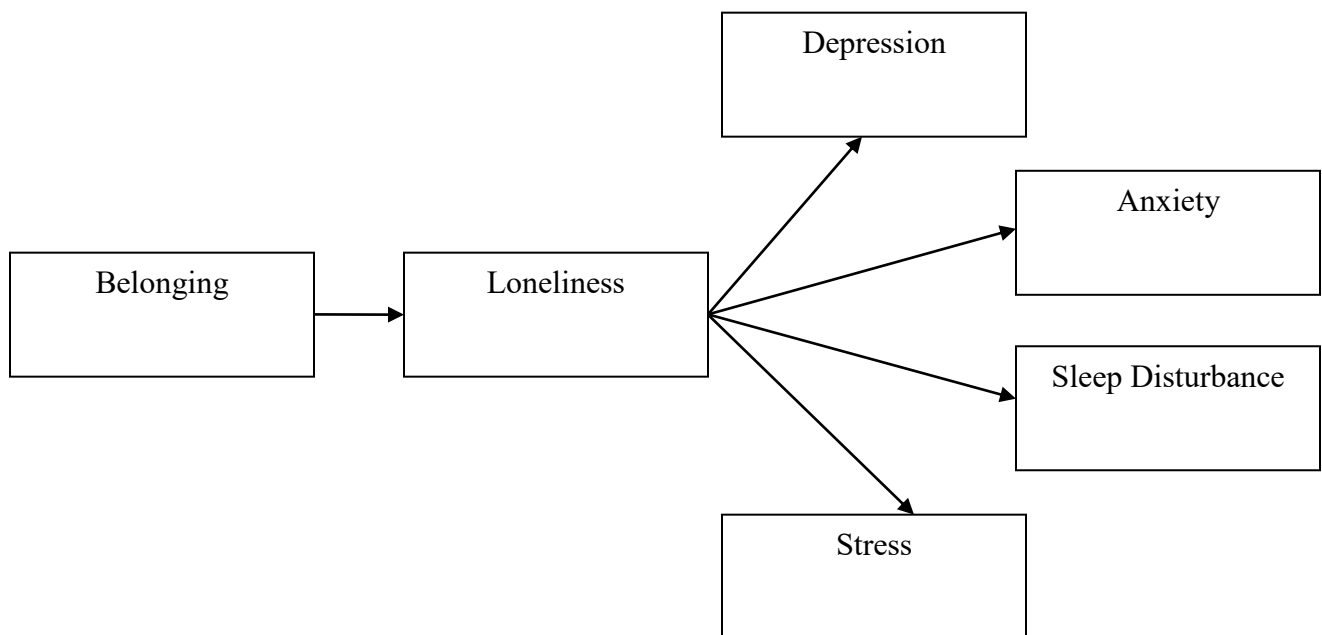 Depression
Anxiety
Belonging
Loneliness
Sleep Disturbance
Stress